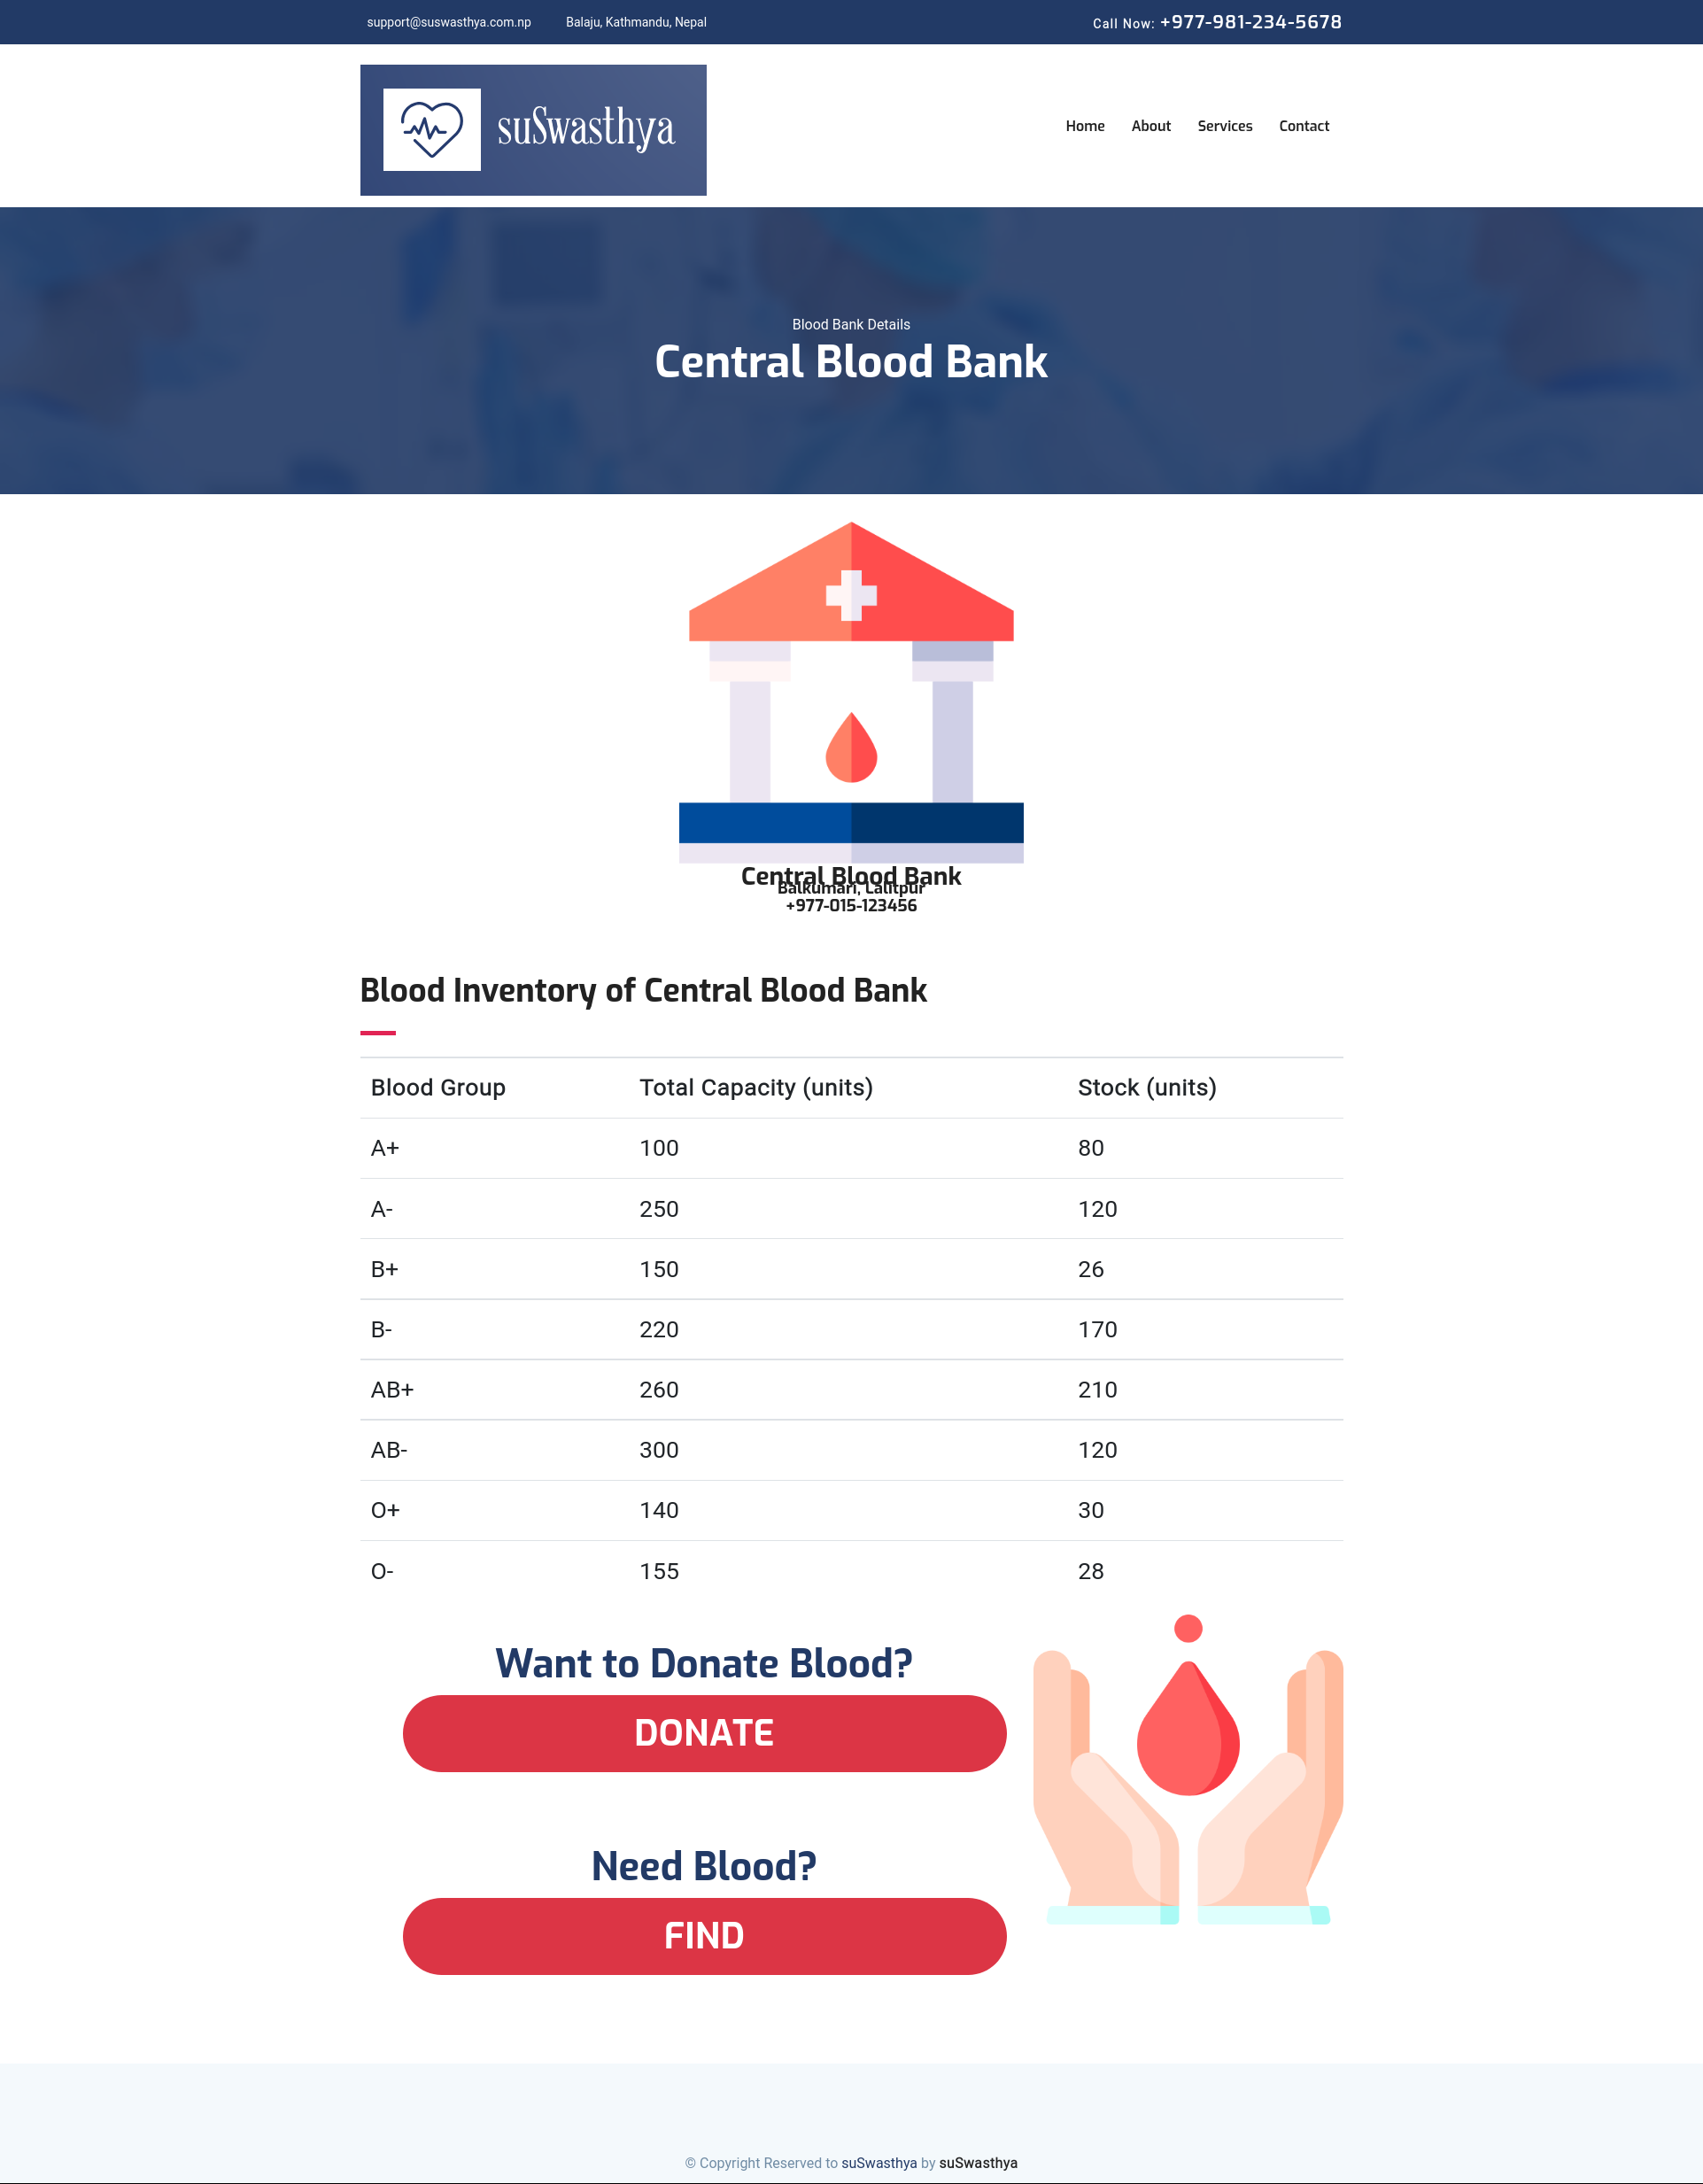 support@suswasthya.com.np Balaju, Kathmandu, Nepal Call Now: +977-981-234-5678
suSwasthya
Home About Services Contact
Blood Bank Details
Central Blood Bank
Central Blood Bank
Balkumari, Lalitpur
+977-015-123456
Blood Inventory of Central Blood Bank
Blood Group Total Capacity (units) Stock (units)
A+ 100 80
A- 250 120
B+ 150 26
B- 220 170
AB+ 260 210
AB- 300 120
O+ 140 30
O- 155 28
Want to Donate Blood?
DONATE
Need Blood?
FIND
© Copyright Reserved to suSwasthya by suSwasthya